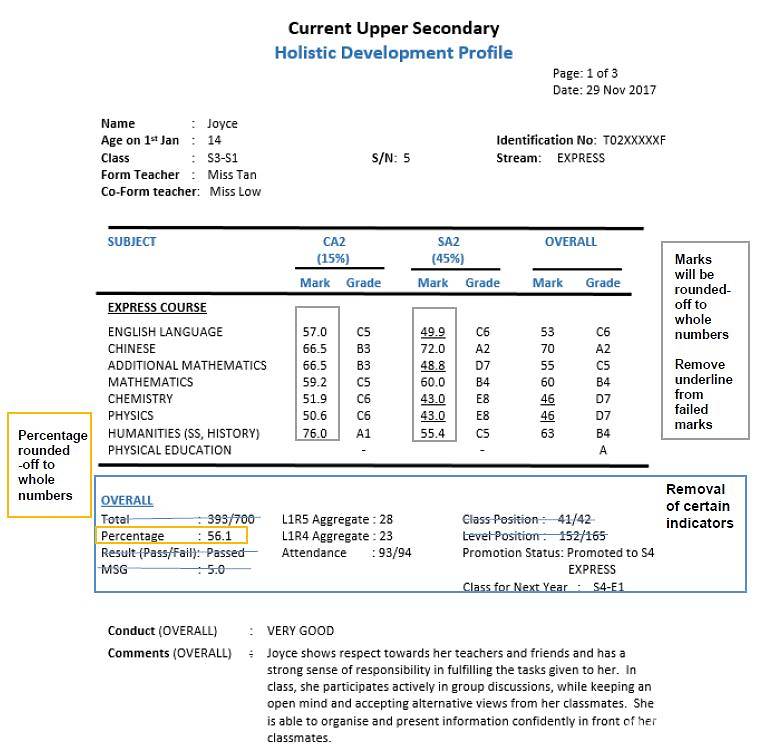 Current Upper Secondary
Holistic Development Profile
Page: 1 of 3
Date: 29 Nov 2017
Name : Joyce
Age on 1st Jan : 14 Identification No: T02XXXXXF
Class : S3-S1 S/N: 5 Stream: EXPRESS
Form Teacher : Miss Tan
Co-Form teacher: Miss Low
SUBJECT CA2 SA2 OVERALL
(15%) (45%)
Mark Grade Mark Grade Mark Grade
EXPRESS COURSE
ENGLISH LANGUAGE 57.0 C5 49.9 C6 53 C6
CHINESE 66.5 B3 72.0 A2 70 A2
ADDITIONAL MATHEMATICS 66.5 B3 48.8 D7 55 C5
MATHEMATICS 59.2 C5 60.0 B4 60 B4
CHEMISTRY 51.9 C6 43.0 E8 46 D7
PHYSICS 50.6 C6 43.0 E8 46 D7
HUMANITIES (SS, HISTORY) 76.0 A1 55.4 C5 63 B4
PHYSICAL EDUCATION - - A
Marks
will be
rounded-
off to
whole
numbers
Remove
underline
from
failed
marks
Percentage
rounded
-off to
whole
numbers
OVERALL
Total : 393/700 L1R5 Aggregate : 28 Class Position : 41/42
Percentage : 56.1 L1R4 Aggregate : 23 Level Position : 152/165
Result (Pass/Fail): Passed Attendance : 93/94 Promotion Status: Promoted to S4
MSG : 5.0 EXPRESS
Class for Next Year : S4-E1
Removal
of certain
indicators
Conduct (OVERALL) : VERY GOOD
Comments (OVERALL) : Joyce shows respect towards her teachers and friends and has a
strong sense of responsibility in fulfilling the tasks given to her. In
class, she participates actively in group discussions, while keeping an
open mind and accepting alternative views from her classmates. She
is able to organise and present information confidently in front of her
classmates.